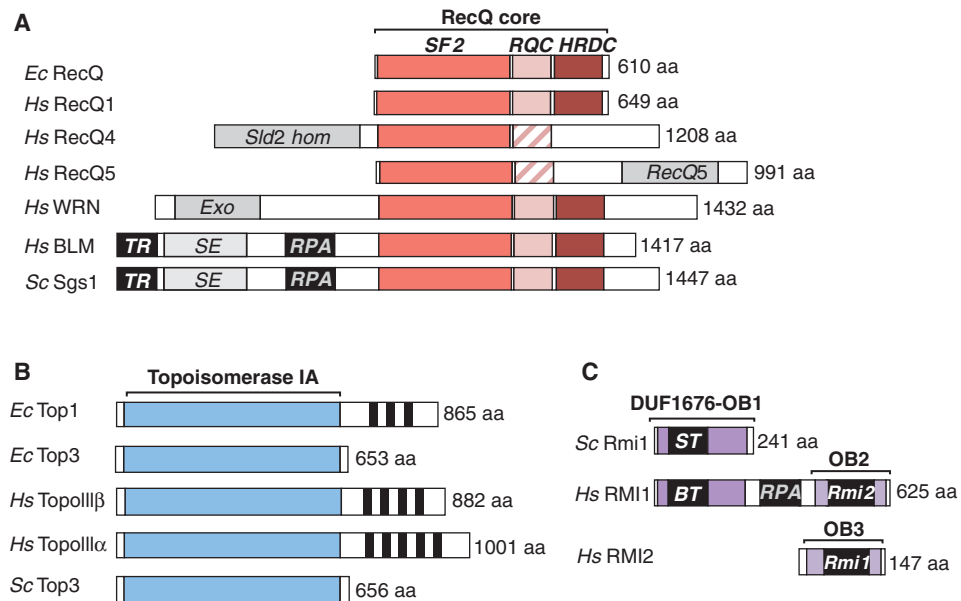 A
RecQ core
SF2 RQC HRDC
Ec RecQ 610 aa
Hs RecQ1 649 aa
Hs RecQ4 Sld2 hom 1208 aa
Hs RecQ5 RecQ5 991 aa
Hs WRN Exo 1432 aa
Hs BLM TR SE RPA 1417 aa
Sc Sgs1 TR SE RPA 1447 aa
B
Topoisomerase IA
Ec Top1 865 aa
Ec Top3 653 aa
Hs TopoIIIβ 882 aa
Hs TopoIIIα 1001 aa
Sc Top3 656 aa
C
DUF1676-OB1
Sc Rmi1 ST 241 aa
OB2
Hs RMI1 BT RPA Rmi2 625 aa
OB3
Hs RMI2 Rmi1 147 aa